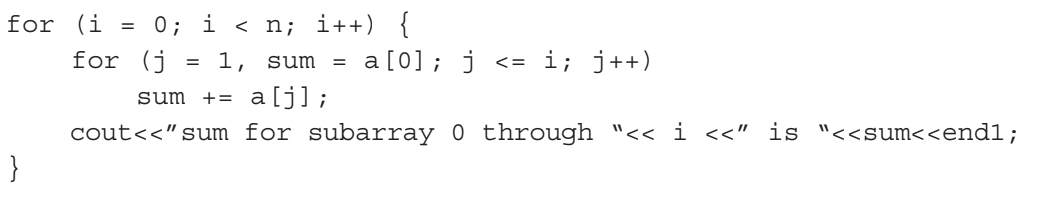 for (i = 0; i < n; i++) {
    for (j = 1, sum = a[0]; j <= i; j++)
        sum += a[j];
    cout<<”sum for subarray 0 through “<< i <<” is “<<sum<<end1;
}